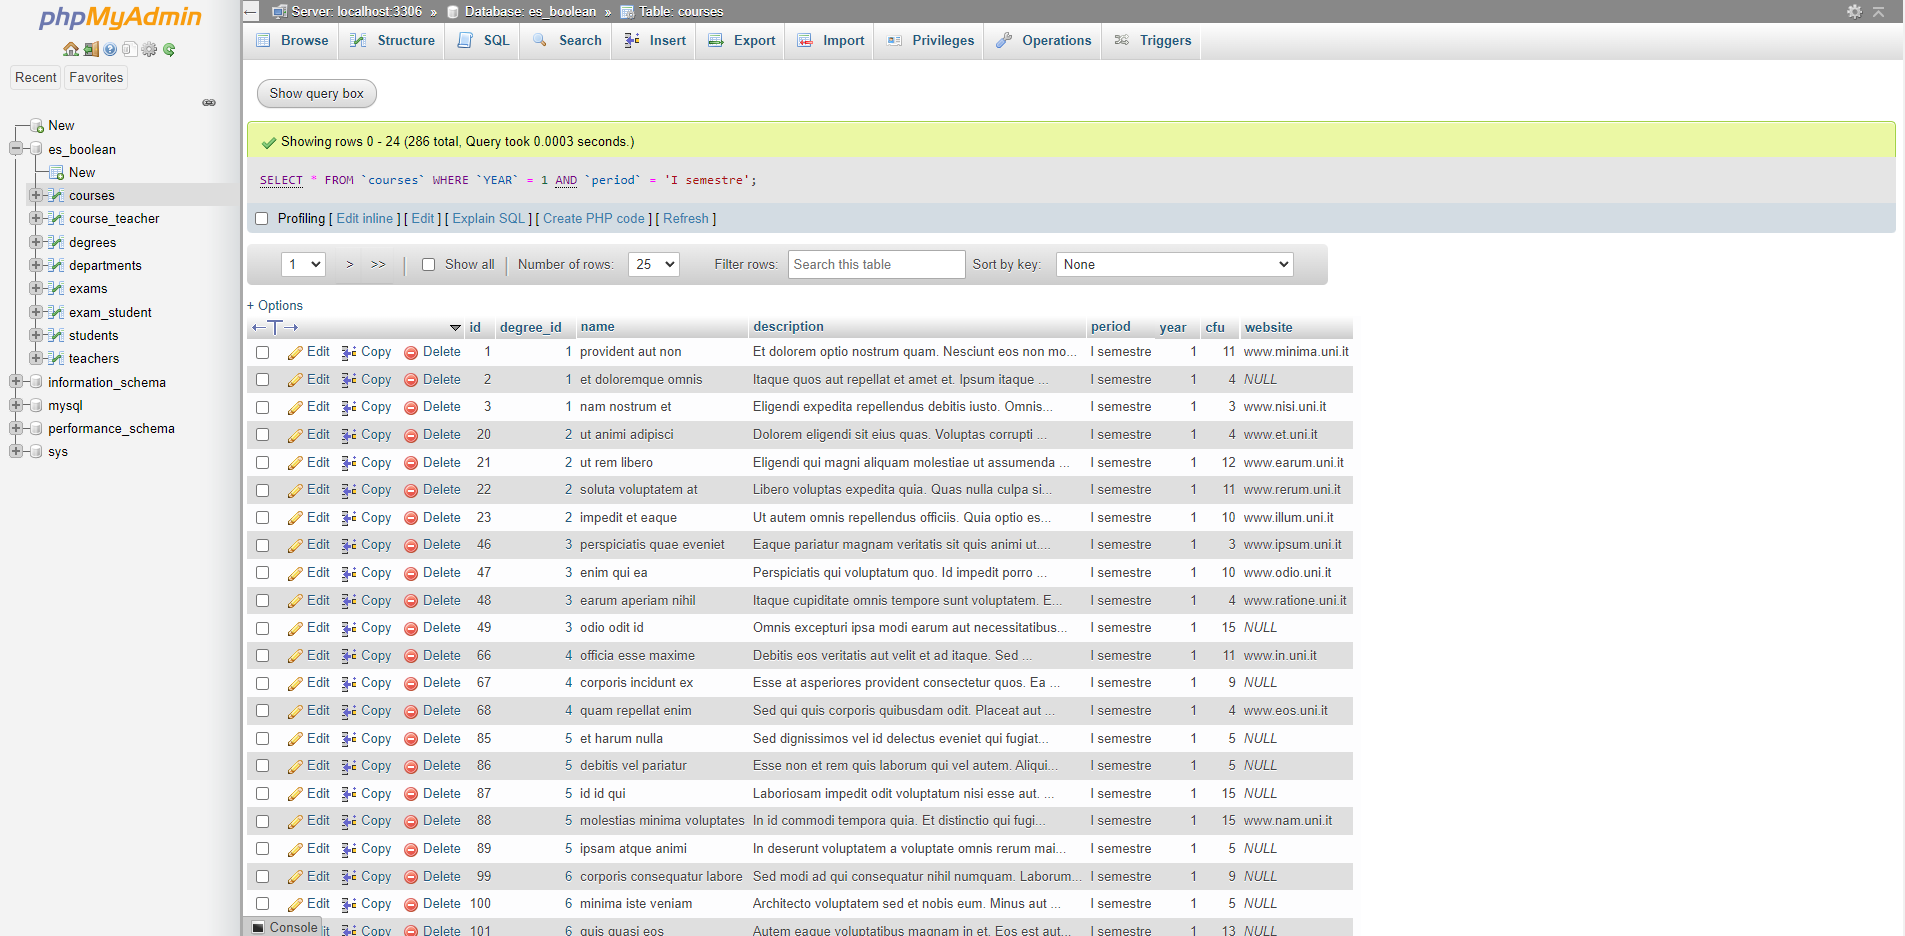 phpMyAdmin
Recent Favorites
New
es_boolean
New
courses
course_teacher
degrees
departments
exams
exam_student
students
teachers
information_schema
mysql
performance_schema
sys
Server: localhost:3306 » Database: es_boolean » Table: courses
Browse Structure SQL Search Insert Export Import Privileges Operations Triggers
Show query box
Showing rows 0 - 24 (286 total, Query took 0.0003 seconds.)
SELECT * FROM `courses` WHERE `YEAR` = 1 AND `period` = 'I semestre';
Profiling [ Edit inline ] [ Edit ] [ Explain SQL ] [ Create PHP code ] [ Refresh ]
1 > >> | Show all | Number of rows: 25 Filter rows: Search this table Sort by key: None
+ Options
←T→ id degree_id name description period year cfu website
Edit Copy Delete 1 1 provident aut non Et dolorem optio nostrum quam. Nesciunt eos non mo... I semestre 1 11 www.minima.uni.it
Edit Copy Delete 2 1 et doloremque omnis Itaque quos aut repellat et amet et. Ipsum itaque ... I semestre 1 4 NULL
Edit Copy Delete 3 1 nam nostrum et Eligendi expedita repellendus debitis iusto. Omnis... I semestre 1 3 www.nisi.uni.it
Edit Copy Delete 20 2 ut animi adipisci Dolorem eligendi sit eius quas. Voluptas corrupti ... I semestre 1 4 www.et.uni.it
Edit Copy Delete 21 2 ut rem libero Eligendi qui magni aliquam molestiae ut assumenda ... I semestre 1 12 www.earum.uni.it
Edit Copy Delete 22 2 soluta voluptatem at Libero voluptas expedita quia. Quas nulla culpa si... I semestre 1 11 www.rerum.uni.it
Edit Copy Delete 23 2 impedit et eaque Ut autem omnis repellendus officiis. Quia optio es... I semestre 1 10 www.illum.uni.it
Edit Copy Delete 46 3 perspiciatis quae eveniet Eaque pariatur magnam veritatis sit quis animi ut.... I semestre 1 3 www.ipsum.uni.it
Edit Copy Delete 47 3 enim qui ea Perspiciatis qui voluptatum quo. Id impedit porro ... I semestre 1 10 www.odio.uni.it
Edit Copy Delete 48 3 earum aperiam nihil Itaque cupiditate omnis tempore sunt voluptatem. E... I semestre 1 4 www.ratione.uni.it
Edit Copy Delete 49 3 odio odit id Omnis excepturi ipsa modi earum aut necessitatibus... I semestre 1 15 NULL
Edit Copy Delete 66 4 officia esse maxime Debitis eos veritatis aut velit et ad itaque. Sed ... I semestre 1 11 www.in.uni.it
Edit Copy Delete 67 4 corporis incidunt ex Esse at asperiores provident consectetur quos. Ea ... I semestre 1 9 NULL
Edit Copy Delete 68 4 quam repellat enim Sed qui quis corporis quibusdam odit. Placeat aut ... I semestre 1 4 www.eos.uni.it
Edit Copy Delete 85 5 et harum nulla Sed dignissimos vel id delectus eveniet qui fugiat... I semestre 1 5 NULL
Edit Copy Delete 86 5 debitis vel pariatur Esse non et rem quis laborum qui vel autem. Aliqui... I semestre 1 5 NULL
Edit Copy Delete 87 5 id id qui Laboriosam impedit odit voluptatum nisi esse aut. ... I semestre 1 15 NULL
Edit Copy Delete 88 5 molestias minima voluptates In id commodi tempora quia. Et distinctio qui fugi... I semestre 1 15 www.nam.uni.it
Edit Copy Delete 89 5 ipsam atque animi In deserunt voluptatem a voluptate omnis rerum mai... I semestre 1 5 NULL
Edit Copy Delete 99 6 corporis consequatur labore Sed modi ad qui consequatur nihil numquam. Laborum... I semestre 1 9 NULL
Edit Copy Delete 100 6 minima iste veniam Architecto voluptatem sed et nobis eum. Minus aut ... I semestre 1 5 NULL
Console it Copy Delete 101 6 quis quasi eos Autem eaque voluptatibus magnam in et. Eos est aut... I semestre 1 13 NULL